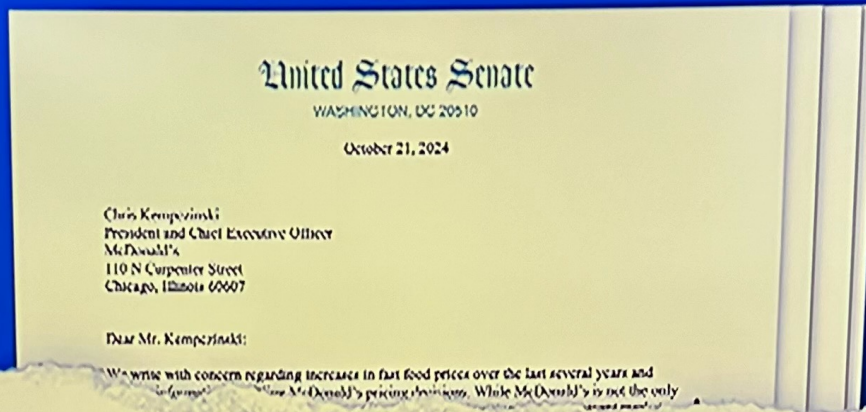 United States Senate
WASHINGTON, DC 20510
October 21, 2024
Chris Kempczinski
President and Chief Executive Officer
McDonald's
110 N Carpenter Street
Chicago, Illinois 60607
Dear Mr. Kempczinski:
We write with concern regarding increases in fast food prices over the last several years and
McDonald's pricing decisions. While McDonald's is not the only